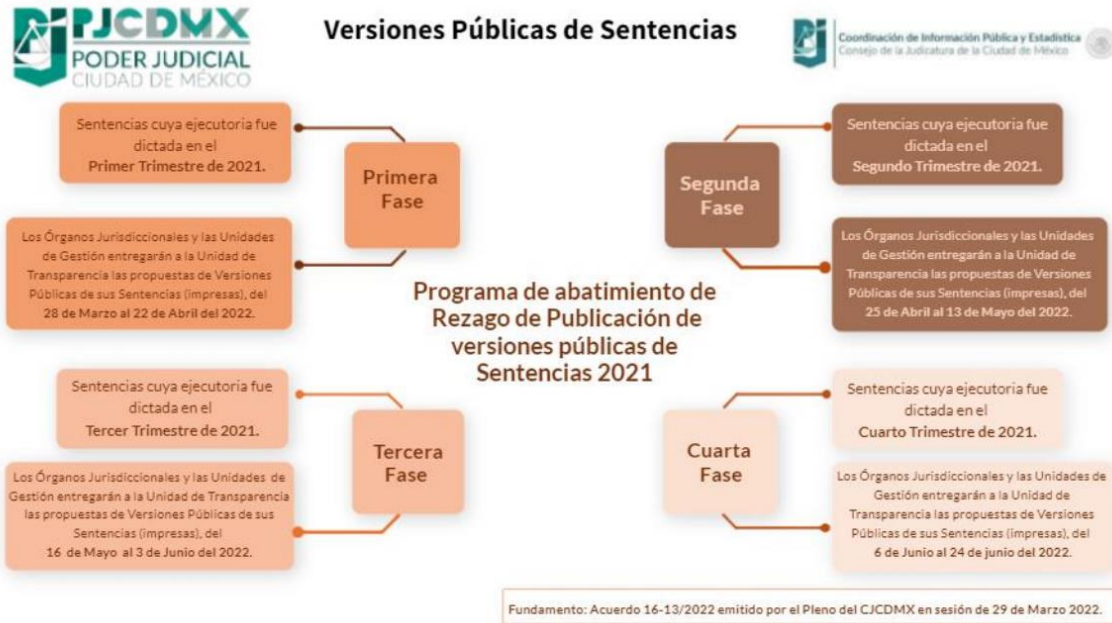 PJCDMX
PODER JUDICIAL
CIUDAD DE MÉXICO
Versiones Públicas de Sentencias
Coordinación de Información Pública y Estadística
Consejo de la Judicatura de la Ciudad de México
Sentencias cuya ejecutoria fue
dictada en el
Primer Trimestre de 2021.
Primera
Fase
Los Órganos Jurisdiccionales y las Unidades
de Gestión entregarán a la Unidad de
Transparencia las propuestas de Versiones
Públicas de sus Sentencias (impresas), del
28 de Marzo al 22 de Abril del 2022.
Segunda
Fase
Sentencias cuya ejecutoria fue
dictada en el
Segundo Trimestre de 2021.
Los Órganos Jurisdiccionales y las Unidades
de Gestión entregarán a la Unidad de
Transparencia las propuestas de Versiones
Públicas de sus Sentencias (impresas), del
25 de Abril al 13 de Mayo del 2022.
Programa de abatimiento de
Rezago de Publicación de
versiones públicas de
Sentencias 2021
Sentencias cuya ejecutoria fue
dictada en el
Tercer Trimestre de 2021.
Tercera
Fase
Los Órganos Jurisdiccionales y las Unidades de
Gestión entregarán a la Unidad de Transparencia
las propuestas de Versiones Públicas de sus
Sentencias (impresas), del
16 de Mayo al 3 de Junio del 2022.
Cuarta
Fase
Sentencias cuya ejecutoria fue
dictada en el
Cuarto Trimestre de 2021.
Los Órganos Jurisdiccionales y las Unidades de
Gestión entregarán a la Unidad de
Transparencia las propuestas de Versiones
Públicas de sus Sentencias (impresas), del
6 de Junio al 24 de junio del 2022.
Fundamento: Acuerdo 16-13/2022 emitido por el Pleno del CJCDMX en sesión de 29 de Marzo 2022.